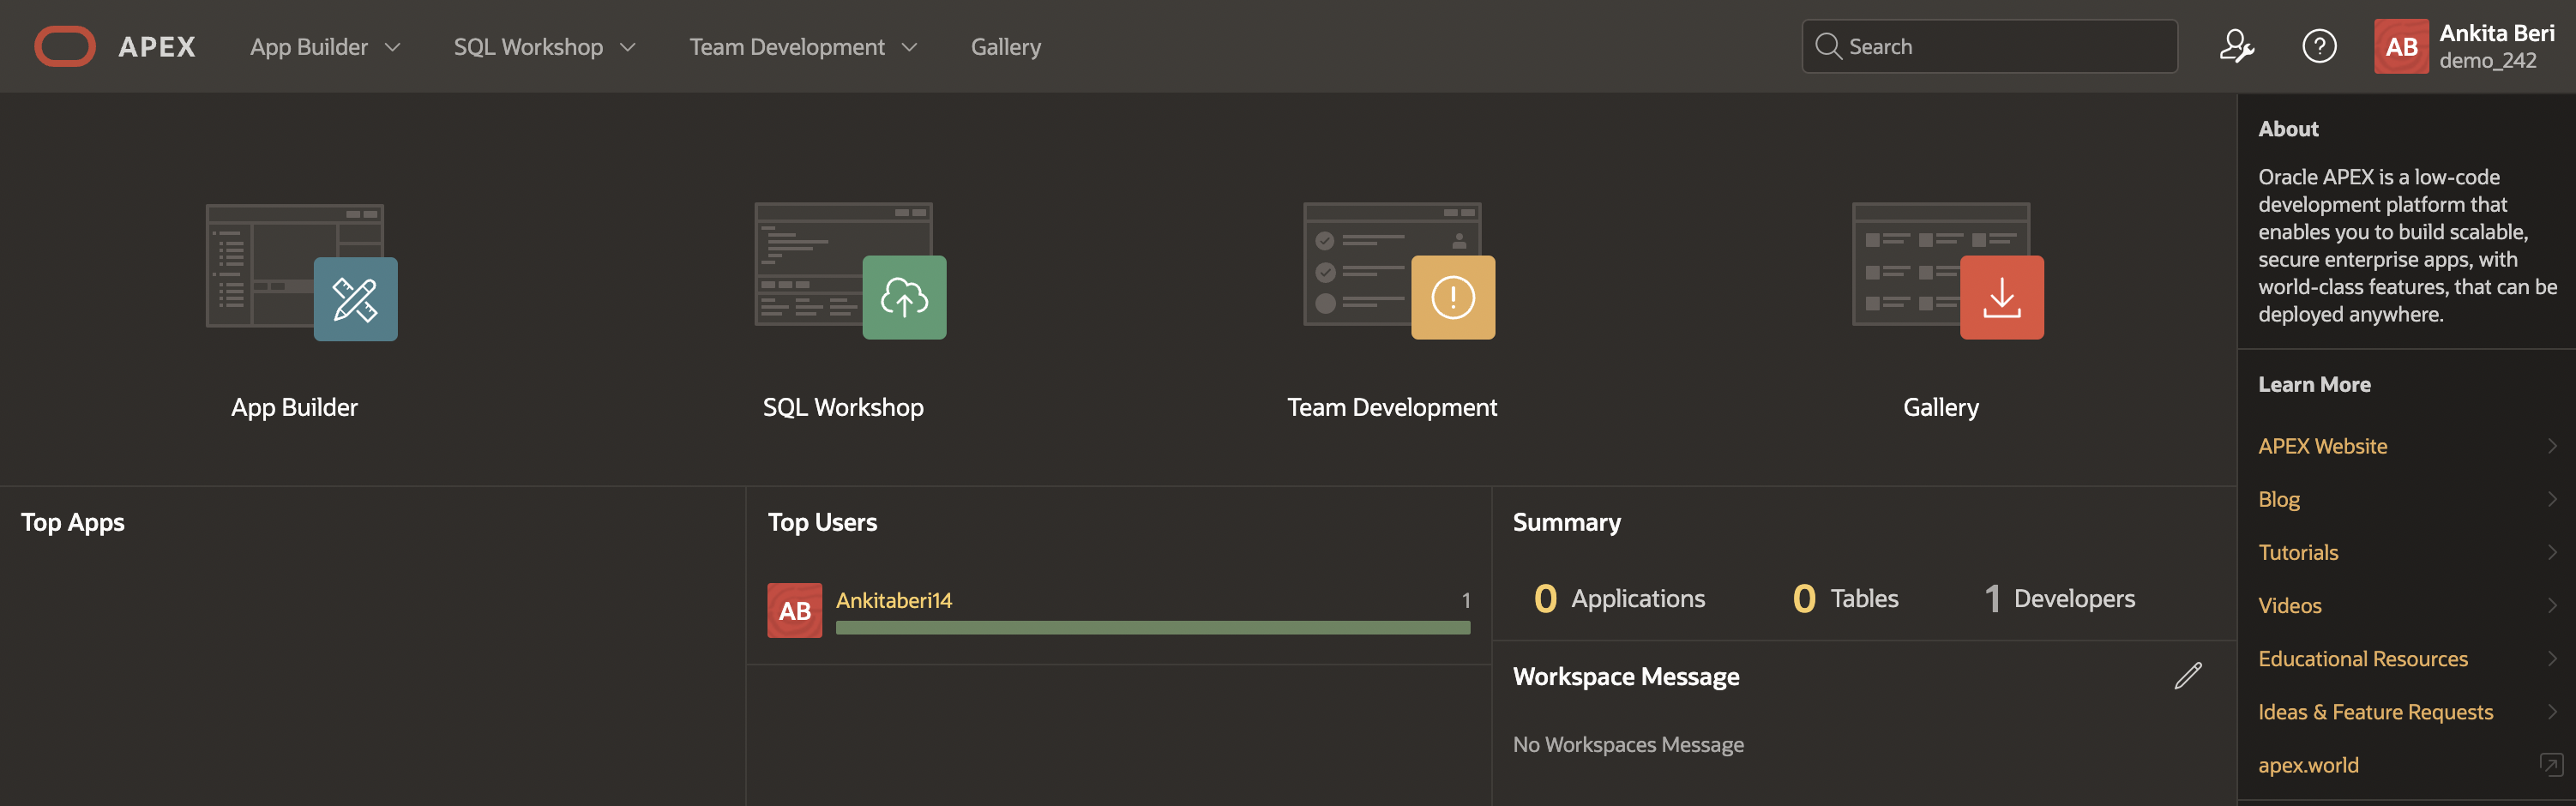 APEX
App Builder
SQL Workshop
Team Development
Gallery
Search
AB
Ankita Beri
demo_242
App Builder
SQL Workshop
Team Development
Gallery
Top Apps
Top Users
AB
Ankitaberi14
1
Summary
0 Applications
0 Tables
1 Developers
Workspace Message
No Workspaces Message
About
Oracle APEX is a low-code
development platform that
enables you to build scalable,
secure enterprise apps, with
world-class features, that can be
deployed anywhere.
Learn More
APEX Website
Blog
Tutorials
Videos
Educational Resources
Ideas & Feature Requests
apex.world